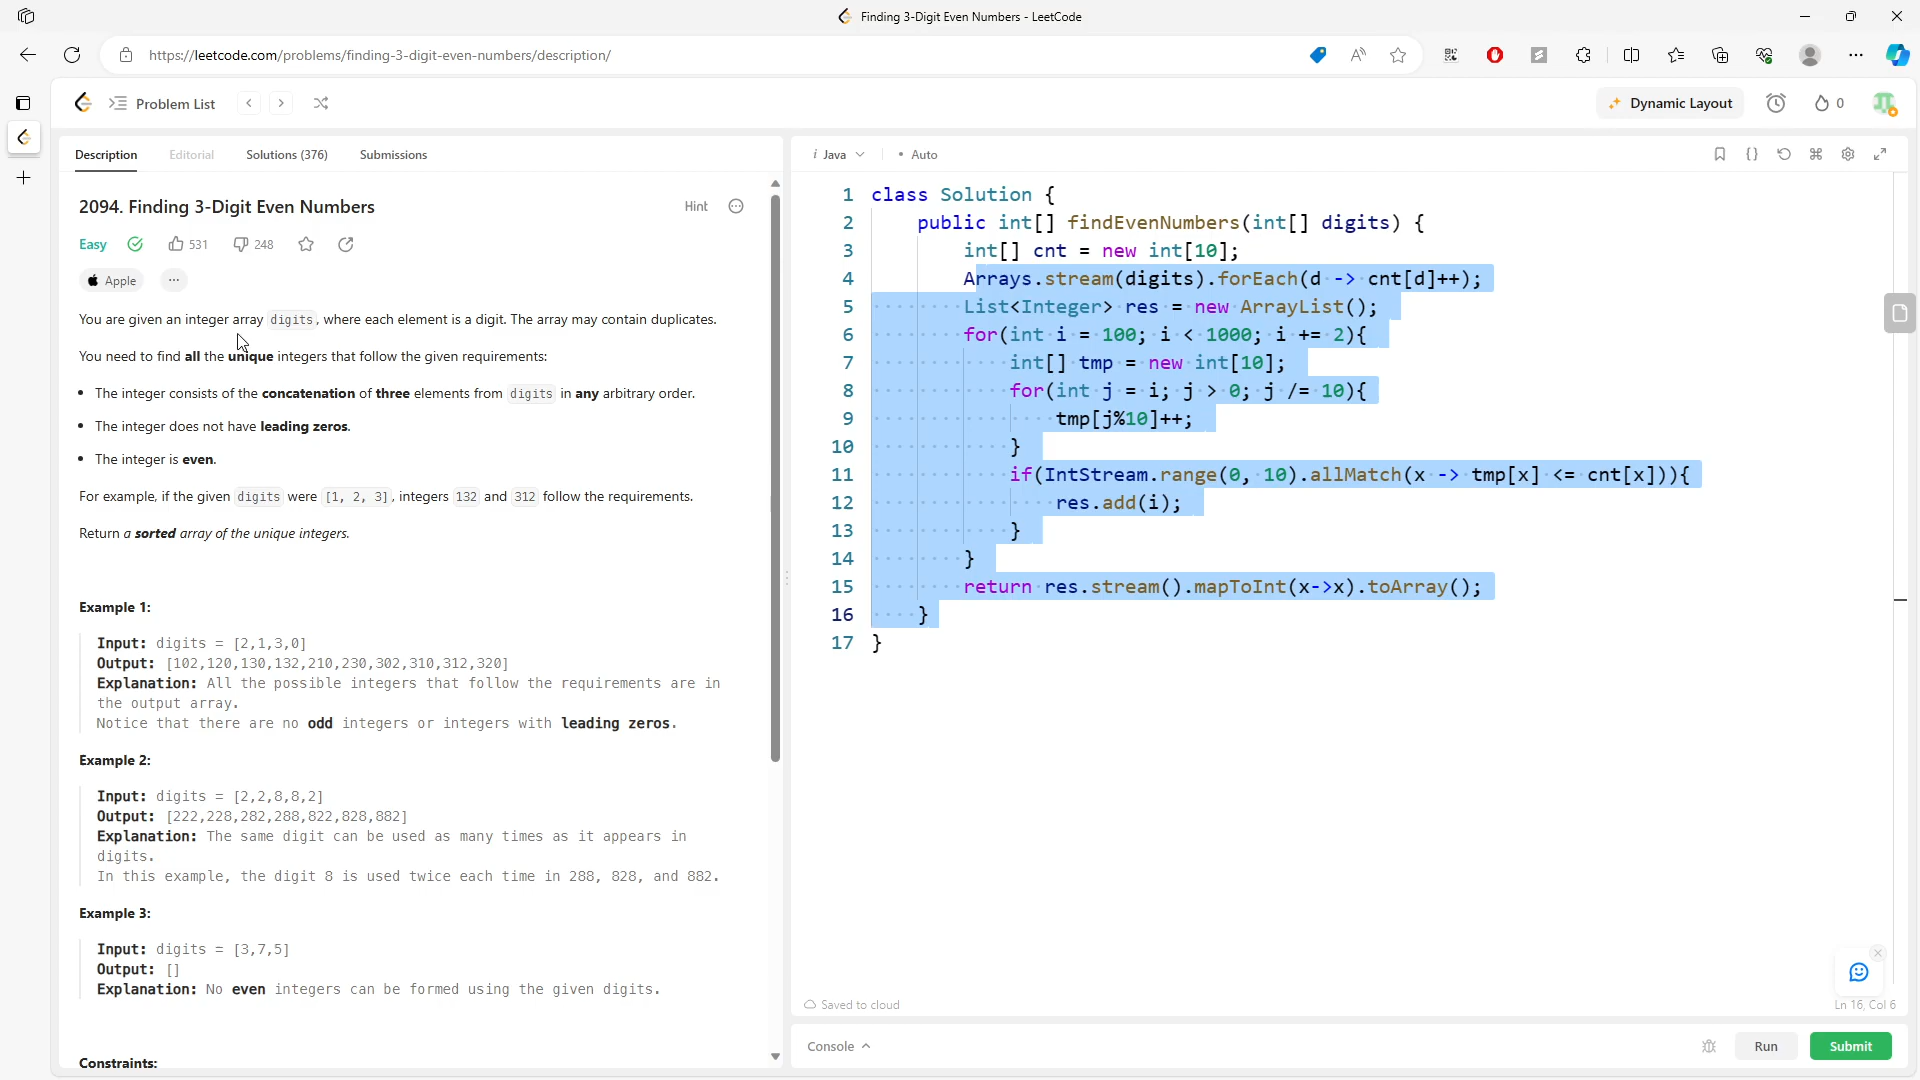 Finding 3-Digit Even Numbers - LeetCode
https://leetcode.com/problems/finding-3-digit-even-numbers/description/
Problem List
Dynamic Layout
0
Description
Editorial
Solutions (376)
Submissions
2094. Finding 3-Digit Even Numbers
Hint
Easy
531
248
Apple
You are given an integer array digits, where each element is a digit. The array may contain duplicates.
You need to find all the unique integers that follow the given requirements:
• The integer consists of the concatenation of three elements from digits in any arbitrary order.
• The integer does not have leading zeros.
• The integer is even.
For example, if the given digits were [1, 2, 3], integers 132 and 312 follow the requirements.
Return a sorted array of the unique integers.
Example 1:
Input: digits = [2,1,3,0]
Output: [102,120,130,132,210,230,302,310,312,320]
Explanation: All the possible integers that follow the requirements are in
the output array.
Notice that there are no odd integers or integers with leading zeros.
Example 2:
Input: digits = [2,2,8,8,2]
Output: [222,228,282,288,822,828,882]
Explanation: The same digit can be used as many times as it appears in
digits.
In this example, the digit 8 is used twice each time in 288, 828, and 882.
Example 3:
Input: digits = [3,7,5]
Output: []
Explanation: No even integers can be formed using the given digits.
Constraints:
i Java
• Auto
1 class Solution {
2 public int[] findEvenNumbers(int[] digits) {
3 int[] cnt = new int[10];
4 Arrays.stream(digits).forEach(d -> cnt[d]++);
5 List<Integer> res = new ArrayList();
6 for(int i = 100; i < 1000; i += 2){
7 int[] tmp = new int[10];
8 for(int j = i; j > 0; j /= 10){
9 tmp[j%10]++;
10 }
11 if(IntStream.range(0, 10).allMatch(x -> tmp[x] <= cnt[x])){
12 res.add(i);
13 }
14 }
15 return res.stream().mapToInt(x->x).toArray();
16 }
17 }
Saved to cloud
Ln 16, Col 6
Console
Run
Submit